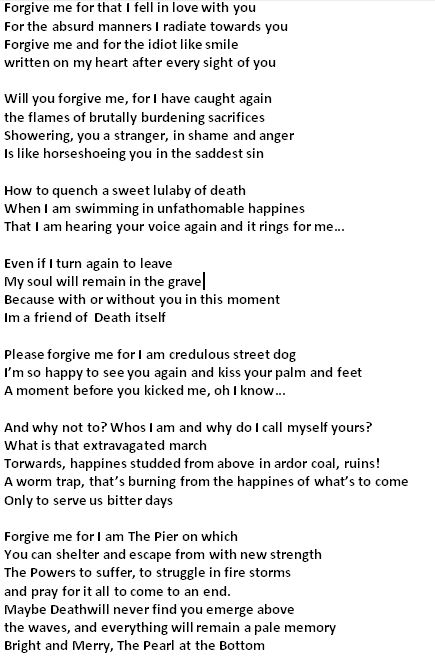 Forgive me for that I fell in love with you
For the absurd manners I radiate towards you
Forgive me and for the idiot like smile
written on my heart after every sight of you

Will you forgive me, for I have caught again
the flames of brutally burdening sacrifices
Showering, you a stranger, in shame and anger
Is like horseshoeing you in the saddest sin

How to quench a sweet lulaby of death
When I am swimming in unfathomable happines
That I am hearing your voice again and it rings for me...

Even if I turn again to leave
My soul will remain in the grave
Because with or without you in this moment
Im a friend of Death itself

Please forgive me for I am credulous street dog
I'm so happy to see you again and kiss your palm and feet
A moment before you kicked me, oh I know...

And why not to? Whos I am and why do I call myself yours?
What is that extravagated march
Torwards, happines studded from above in ardor coal, ruins!
A worm trap, that's burning from the happines of what's to come
Only to serve us bitter days

Forgive me for I am The Pier on which
You can shelter and escape from with new strength
The Powers to suffer, to struggle in fire storms
and pray for it all to come to an end.
Maybe Deathwill never find you emerge above
the waves, and everything will remain a pale memory
Bright and Merry, The Pearl at the Bottom